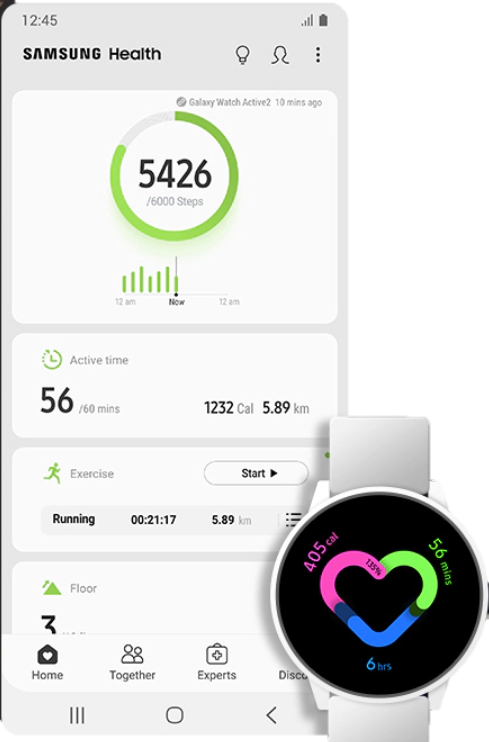 12:45
SAMSUNG Health
Galaxy Watch Active2 10 mins ago
5426
/6000 Steps
12 am Now 12 am
Active time
56 /60 mins 1232 Cal 5.89 km
Exercise Start
Running 00:21:17 5.89 km
Floor
3
Home Together Experts Disco
405 cal
135%
56 mins
6 hrs